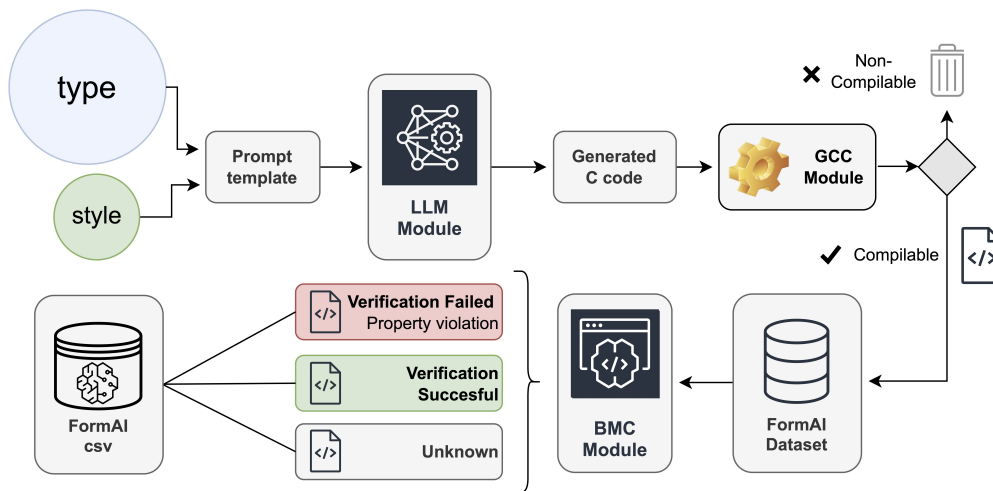 type
style
Prompt
template
LLM
Module
Generated
C code
GCC
Module
Non-
Compilable
Compilable
</>
FormAI
Dataset
BMC
Module
</>
</>
Verification Failed
Property violation
</>
Verification
Succesful
</>
Unknown
FormAI
csv